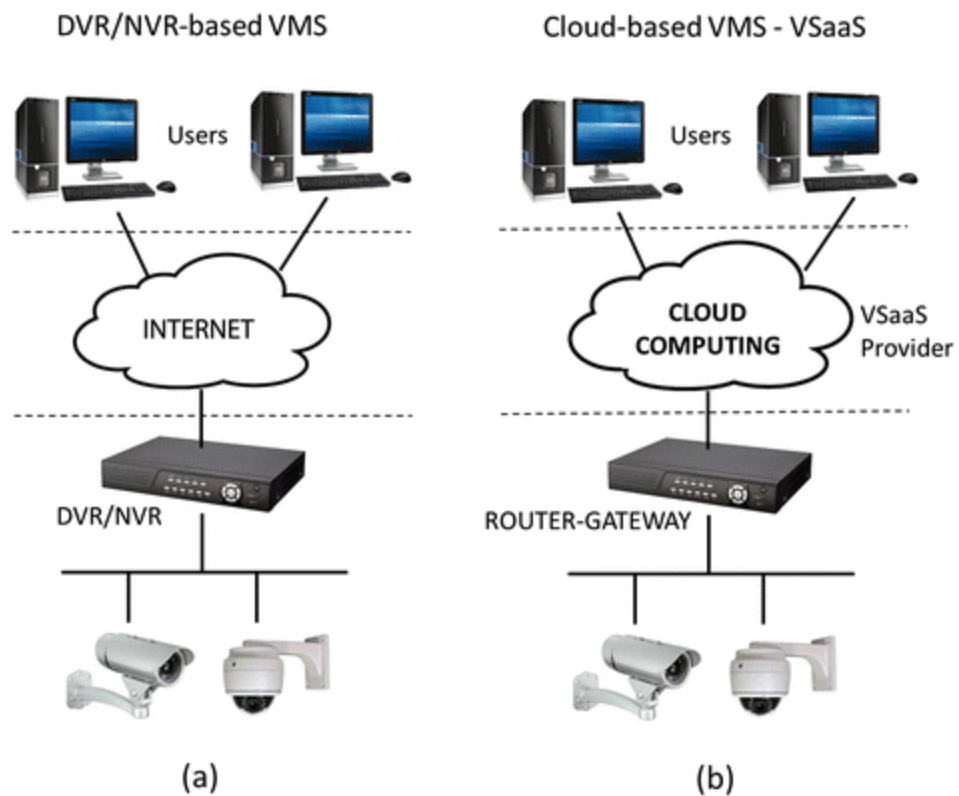 DVR/NVR-based VMS
Users
INTERNET
DVR/NVR
(a)
Cloud-based VMS - VSaaS
Users
CLOUD
COMPUTING
VSaaS
Provider
ROUTER-GATEWAY
(b)